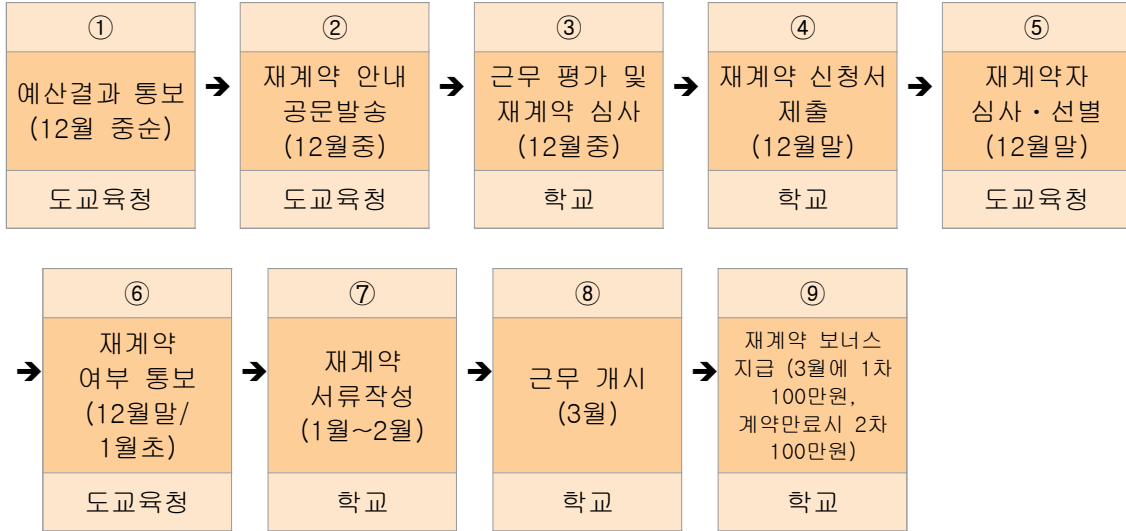 ①
예산결과 통보
(12월 중순)
도교육청
➔
②
재계약 안내
공문발송
(12월중)
도교육청
➔
③
근무 평가 및
재계약 심사
(12월중)
학교
➔
④
재계약 신청서
제출
(12월말)
학교
➔
⑤
재계약자
심사・선별
(12월말)
도교육청
➔
⑥
재계약
여부 통보
(12월말/
1월초)
도교육청
➔
⑦
재계약
서류작성
(1월~2월)
학교
➔
⑧
근무 개시
(3월)
학교
➔
⑨
재계약 보너스
지급 (3월에 1차
100만원,
계약만료시 2차
100만원)
학교